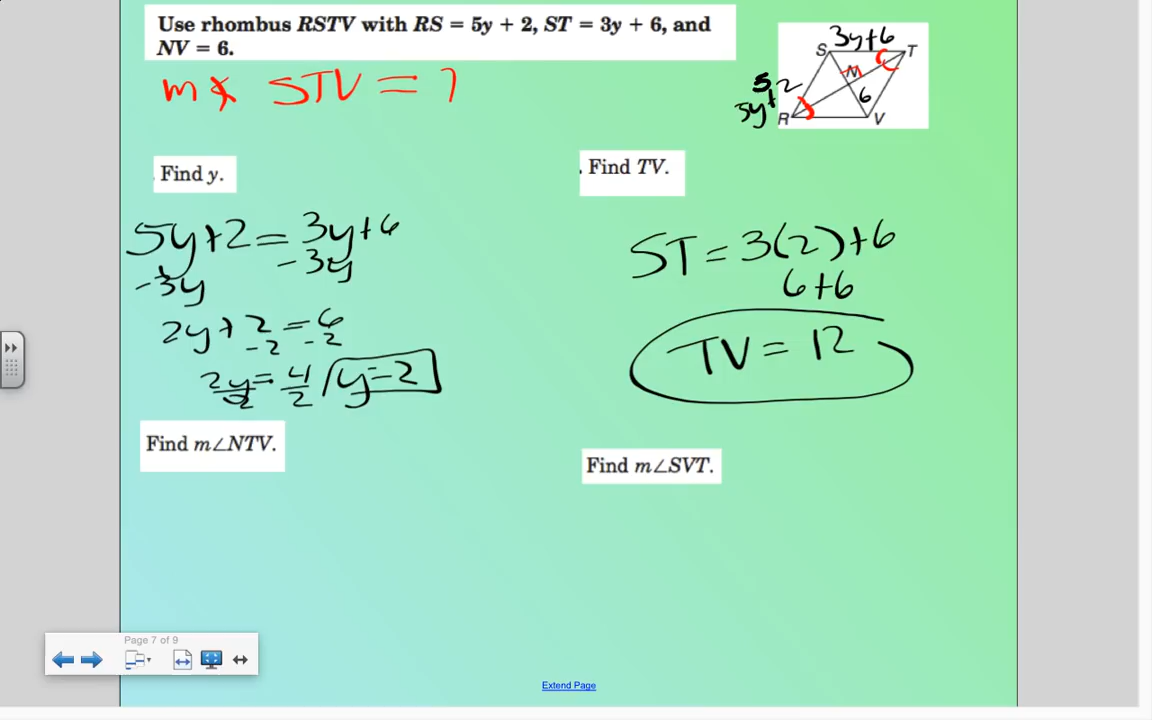 Use rhombus RSTV with RS = 5y + 2, ST = 3y + 6, and
NV = 6.
m∠ STV =
3y+6
S
T
M
6
5y+2
R
V
Find y.
. Find TV.
5y+2=3y+6
-3y -3y
2y+2=6
-2 -2
2y=4 / y=2
2 2
ST=3(2)+6
6+6
TV=12
Find m∠NTV.
Find m∠SVT.
Page 7 of 9
Extend Page